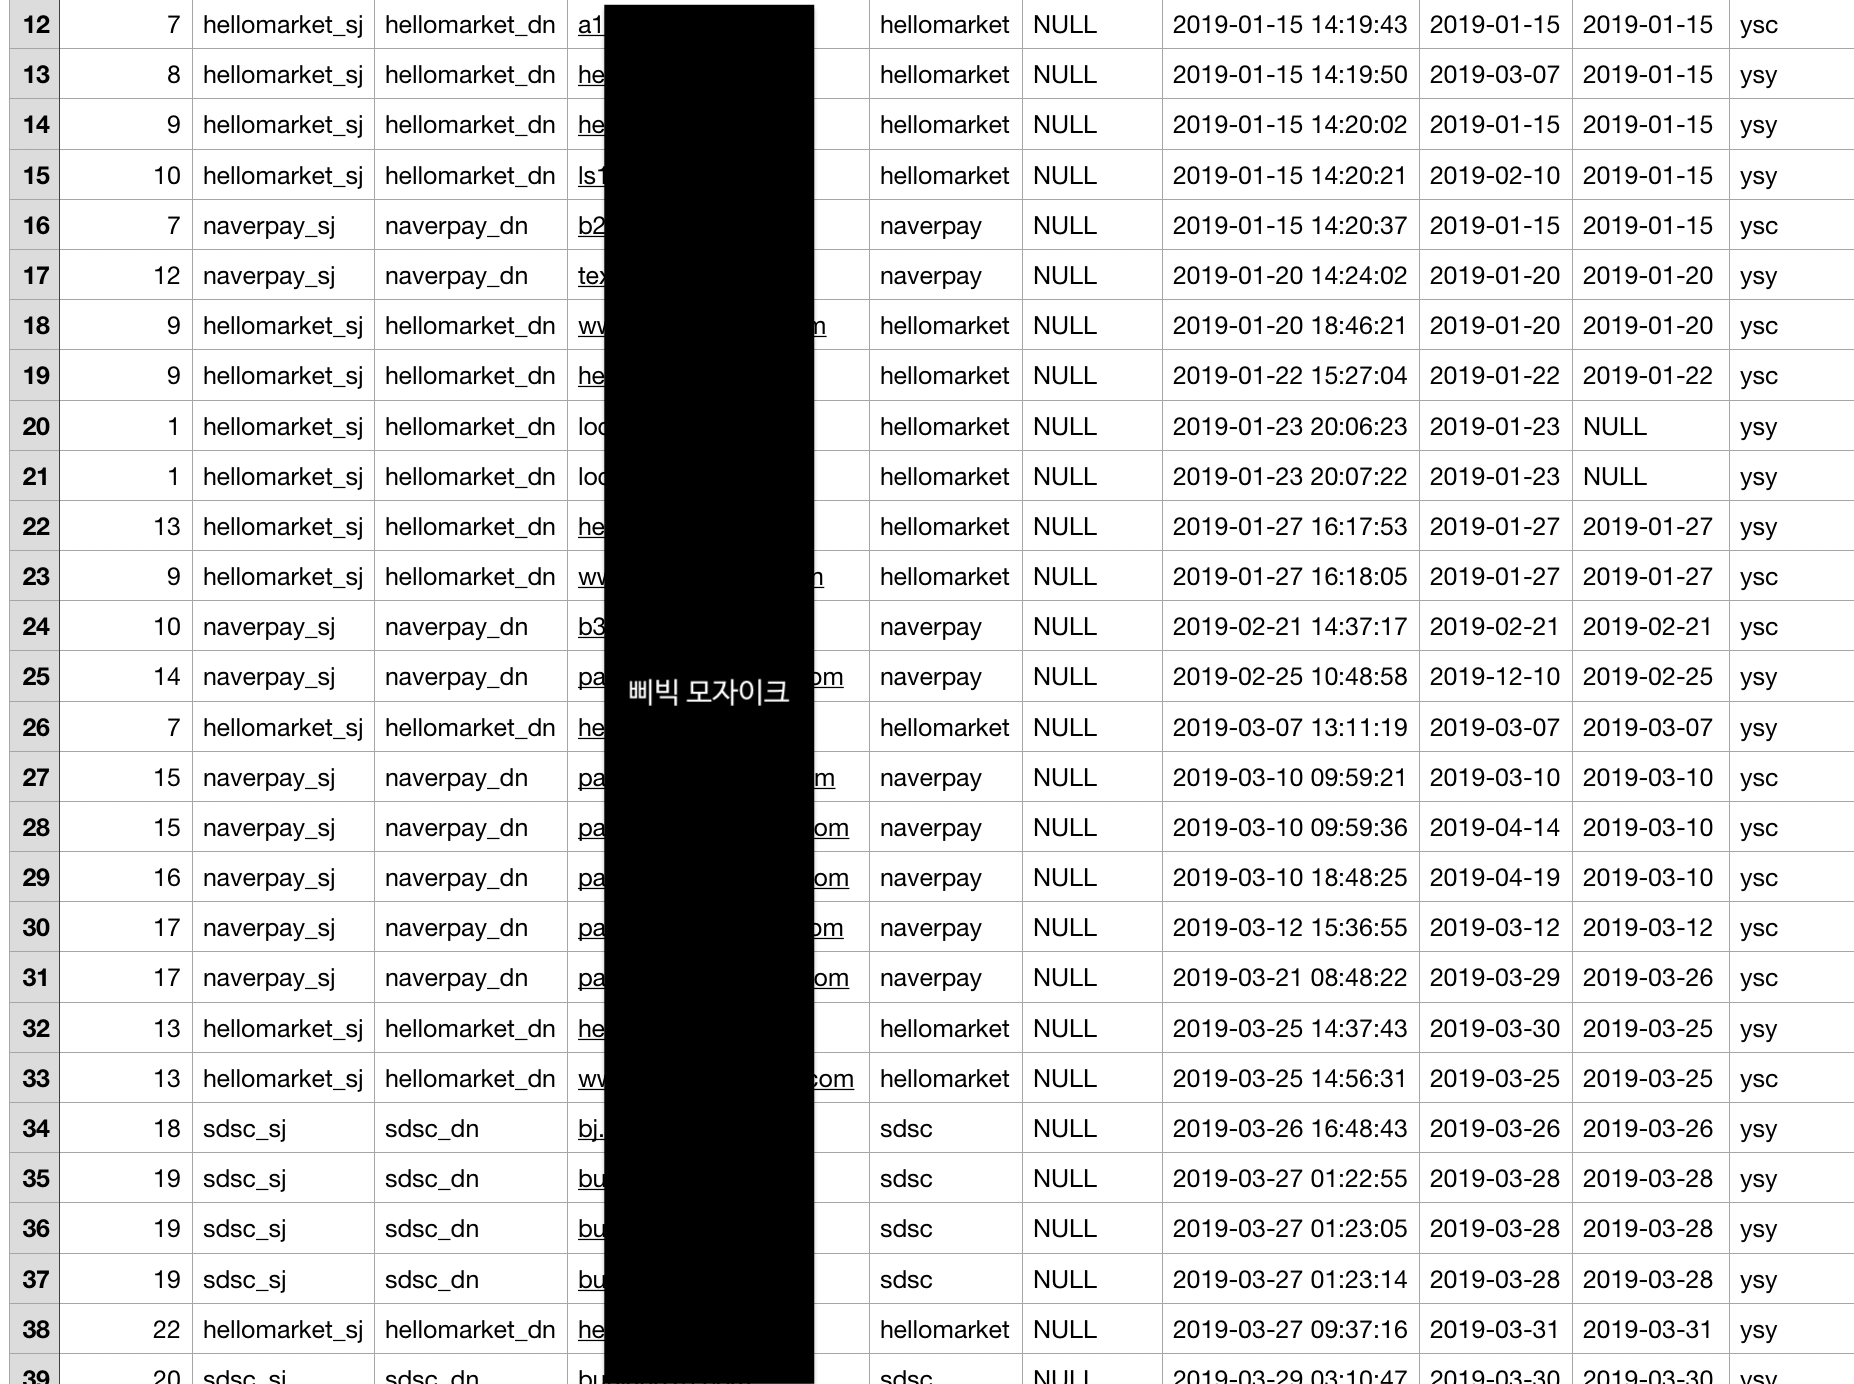 12 7 hellomarket_sj hellomarket_dn a1 hellomarket NULL 2019-01-15 14:19:43 2019-01-15 2019-01-15 ysc
13 8 hellomarket_sj hellomarket_dn he hellomarket NULL 2019-01-15 14:19:50 2019-03-07 2019-01-15 ysy
14 9 hellomarket_sj hellomarket_dn he hellomarket NULL 2019-01-15 14:20:02 2019-01-15 2019-01-15 ysy
15 10 hellomarket_sj hellomarket_dn ls1 hellomarket NULL 2019-01-15 14:20:21 2019-02-10 2019-01-15 ysy
16 7 naverpay_sj naverpay_dn b2 naverpay NULL 2019-01-15 14:20:37 2019-01-15 2019-01-15 ysc
17 12 naverpay_sj naverpay_dn tex naverpay NULL 2019-01-20 14:24:02 2019-01-20 2019-01-20 ysy
18 9 hellomarket_sj hellomarket_dn ww m hellomarket NULL 2019-01-20 18:46:21 2019-01-20 2019-01-20 ysc
19 9 hellomarket_sj hellomarket_dn he hellomarket NULL 2019-01-22 15:27:04 2019-01-22 2019-01-22 ysc
20 1 hellomarket_sj hellomarket_dn loc hellomarket NULL 2019-01-23 20:06:23 2019-01-23 NULL ysy
21 1 hellomarket_sj hellomarket_dn loc hellomarket NULL 2019-01-23 20:07:22 2019-01-23 NULL ysy
22 13 hellomarket_sj hellomarket_dn he hellomarket NULL 2019-01-27 16:17:53 2019-01-27 2019-01-27 ysy
23 9 hellomarket_sj hellomarket_dn ww m hellomarket NULL 2019-01-27 16:18:05 2019-01-27 2019-01-27 ysc
24 10 naverpay_sj naverpay_dn b3 naverpay NULL 2019-02-21 14:37:17 2019-02-21 2019-02-21 ysc
25 14 naverpay_sj naverpay_dn pa 삐빅 모자이크 om naverpay NULL 2019-02-25 10:48:58 2019-12-10 2019-02-25 ysy
26 7 hellomarket_sj hellomarket_dn he hellomarket NULL 2019-03-07 13:11:19 2019-03-07 2019-03-07 ysy
27 15 naverpay_sj naverpay_dn pa m naverpay NULL 2019-03-10 09:59:21 2019-03-10 2019-03-10 ysc
28 15 naverpay_sj naverpay_dn pa om naverpay NULL 2019-03-10 09:59:36 2019-04-14 2019-03-10 ysc
29 16 naverpay_sj naverpay_dn pa om naverpay NULL 2019-03-10 18:48:25 2019-04-19 2019-03-10 ysc
30 17 naverpay_sj naverpay_dn pa om naverpay NULL 2019-03-12 15:36:55 2019-03-12 2019-03-12 ysc
31 17 naverpay_sj naverpay_dn pa om naverpay NULL 2019-03-21 08:48:22 2019-03-29 2019-03-26 ysc
32 13 hellomarket_sj hellomarket_dn he hellomarket NULL 2019-03-25 14:37:43 2019-03-30 2019-03-25 ysy
33 13 hellomarket_sj hellomarket_dn ww com hellomarket NULL 2019-03-25 14:56:31 2019-03-25 2019-03-25 ysc
34 18 sdsc_sj sdsc_dn bj. sdsc NULL 2019-03-26 16:48:43 2019-03-26 2019-03-26 ysy
35 19 sdsc_sj sdsc_dn bu sdsc NULL 2019-03-27 01:22:55 2019-03-28 2019-03-28 ysy
36 19 sdsc_sj sdsc_dn bu sdsc NULL 2019-03-27 01:23:05 2019-03-28 2019-03-28 ysy
37 19 sdsc_sj sdsc_dn bu sdsc NULL 2019-03-27 01:23:14 2019-03-28 2019-03-28 ysy
38 22 hellomarket_sj hellomarket_dn he hellomarket NULL 2019-03-27 09:37:16 2019-03-31 2019-03-31 ysy
39 20 sdsc_sj sdsc_dn bu sdsc NULL 2019-03-29 03:10:47 2019-03-30 2019-03-30 ysy